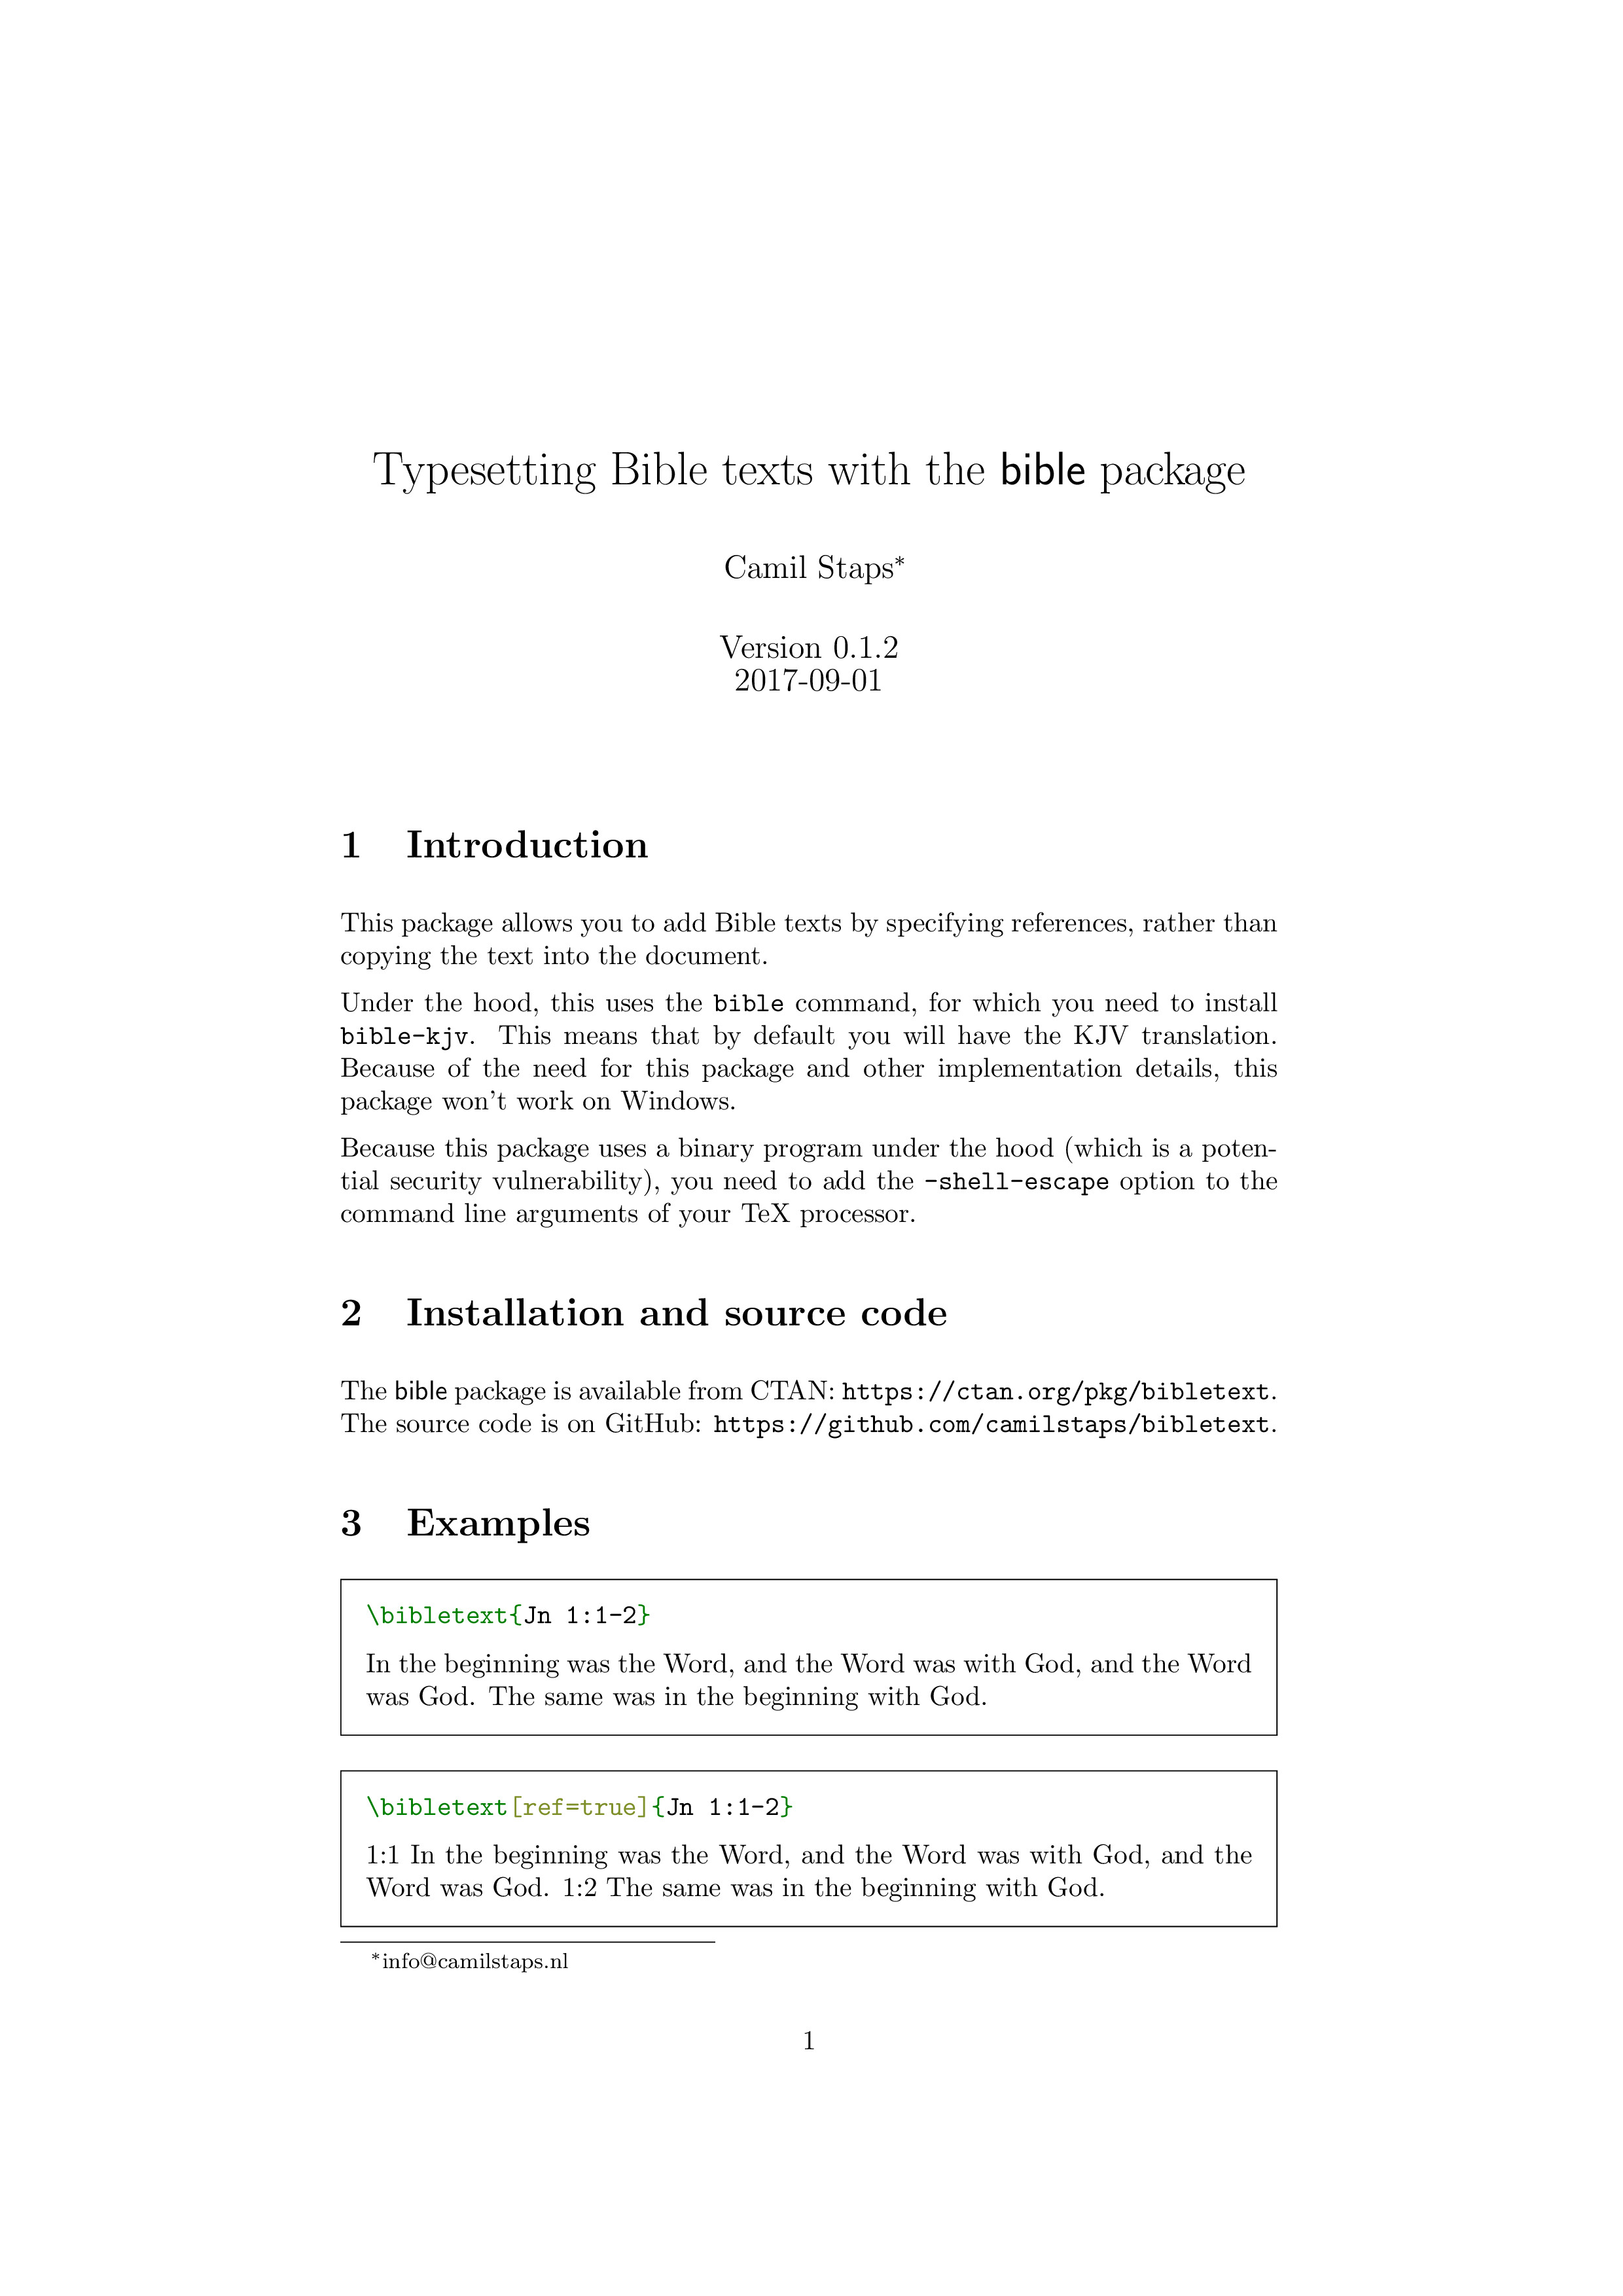 Typesetting Bible texts with the bible package
Camil Staps*
Version 0.1.2
2017-09-01
1 Introduction
This package allows you to add Bible texts by specifying references, rather than
copying the text into the document.
Under the hood, this uses the bible command, for which you need to install
bible-kjv. This means that by default you will have the KJV translation.
Because of the need for this package and other implementation details, this
package won't work on Windows.
Because this package uses a binary program under the hood (which is a poten-
tial security vulnerability), you need to add the -shell-escape option to the
command line arguments of your TeX processor.
2 Installation and source code
The bible package is available from CTAN: https://ctan.org/pkg/bibletext.
The source code is on GitHub: https://github.com/camilstaps/bibletext.
3 Examples
\bibletext{Jn 1:1-2}
In the beginning was the Word, and the Word was with God, and the Word
was God. The same was in the beginning with God.
\bibletext[ref=true]{Jn 1:1-2}
1:1 In the beginning was the Word, and the Word was with God, and the
Word was God. 1:2 The same was in the beginning with God.
*info@camilstaps.nl
1